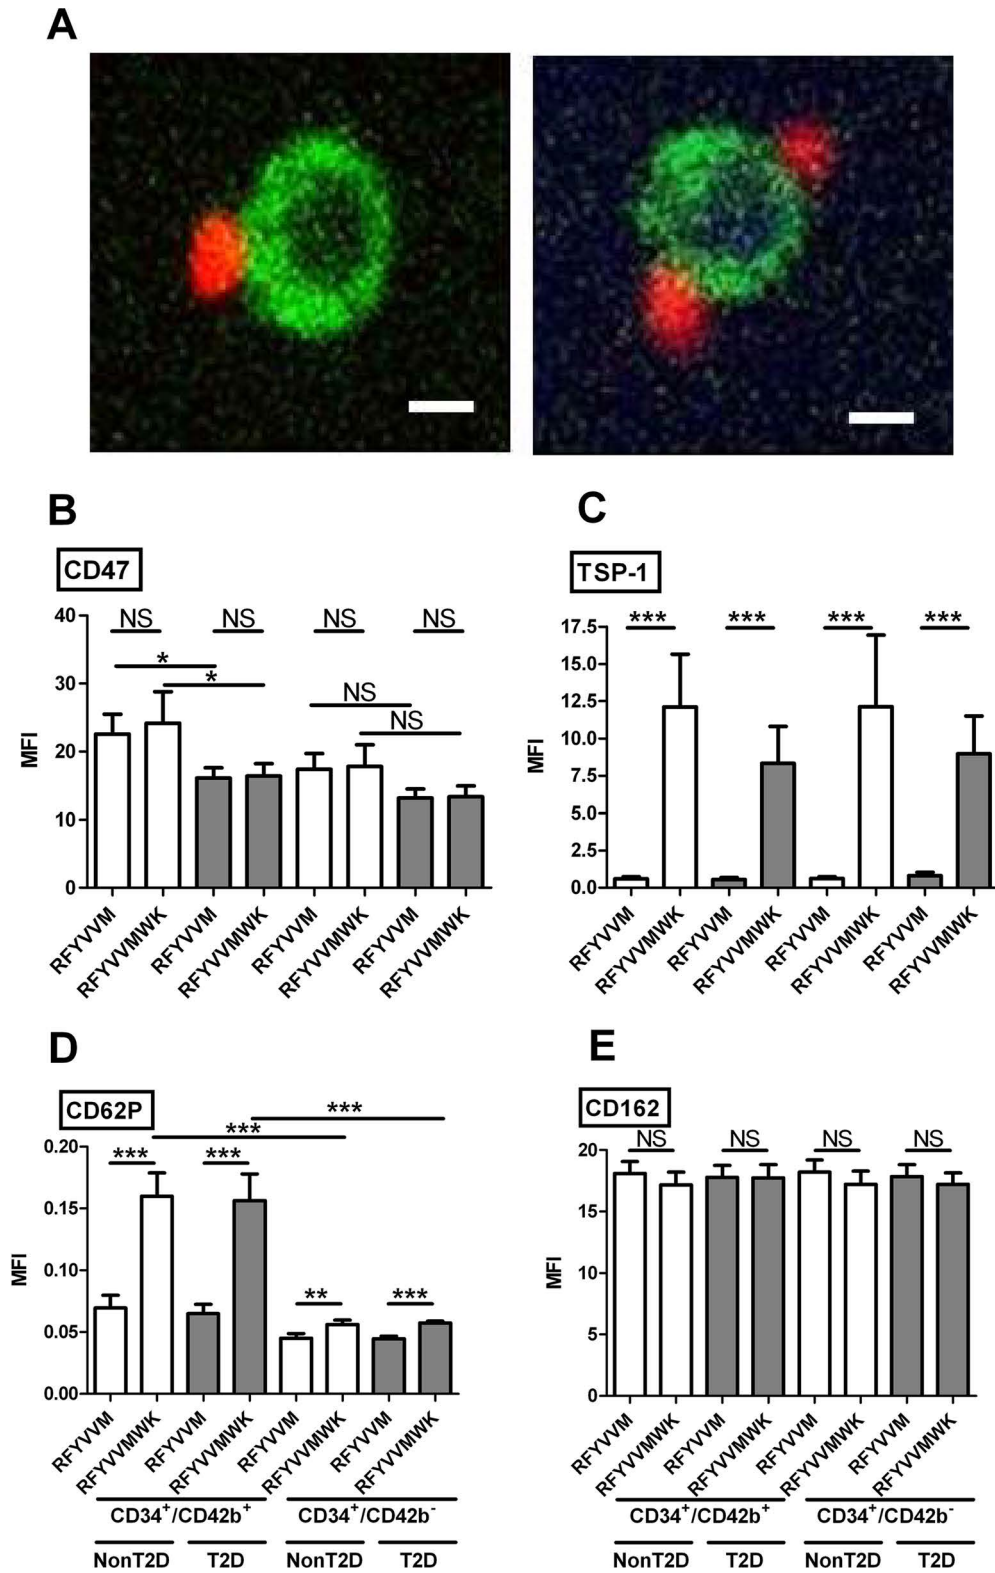 A
B
C
CD47
TSP-1
40
30
20
10
0
MFI
NS
NS
NS
NS
*
*
NS
NS
RFYVVM
RFYVVMWK
RFYVVM
RFYVVMWK
RFYVVM
RFYVVMWK
RFYVVM
RFYVVMWK
17.5
15.0
12.5
10.0
7.5
5.0
2.5
0.0
MFI
***
***
***
***
RFYVVM
RFYVVMWK
RFYVVM
RFYVVMWK
RFYVVM
RFYVVMWK
RFYVVM
RFYVVMWK
D
E
CD62P
CD162
0.20
0.15
0.10
0.05
0.00
MFI
***
***
***
***
**
***
RFYVVM
RFYVVMWK
RFYVVM
RFYVVMWK
RFYVVM
RFYVVMWK
RFYVVM
RFYVVMWK
CD34+/CD42b+ CD34+/CD42b-
NonT2D T2D NonT2D T2D
20
15
10
5
0
MFI
NS
NS
NS
NS
RFYVVM
RFYVVMWK
RFYVVM
RFYVVMWK
RFYVVM
RFYVVMWK
RFYVVM
RFYVVMWK
CD34+/CD42b+ CD34+/CD42b-
NonT2D T2D NonT2D T2D